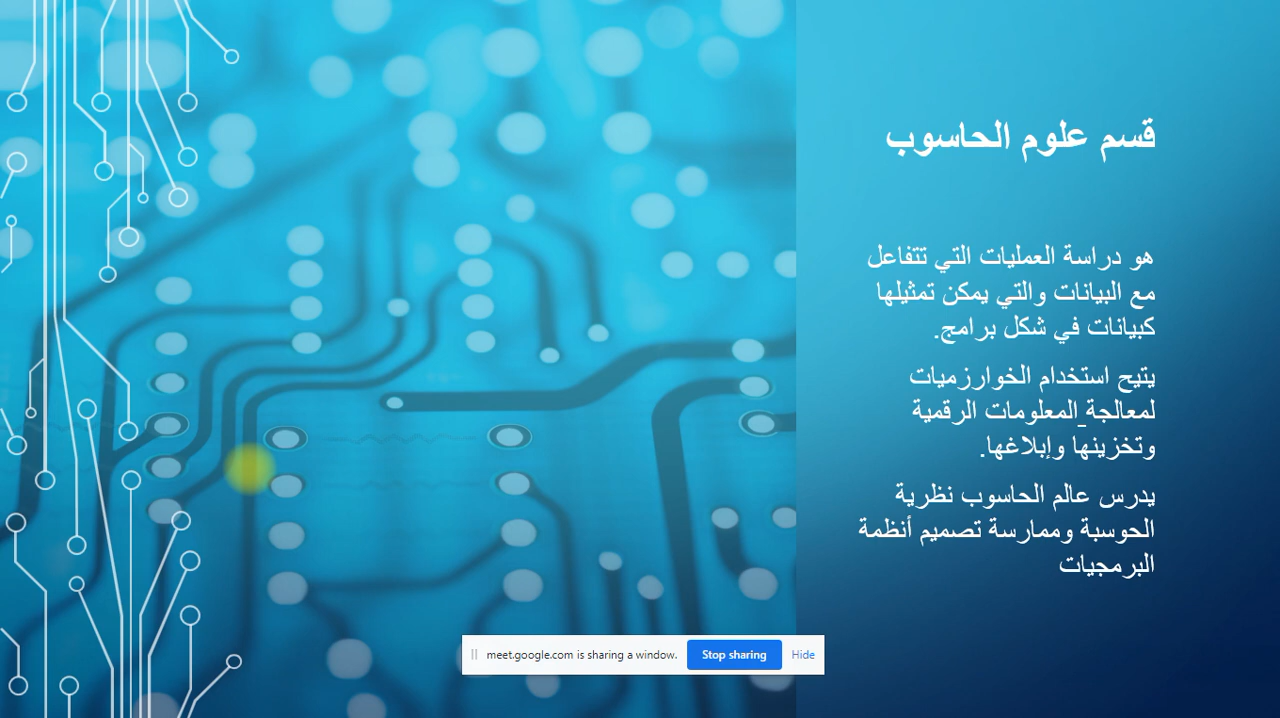 قسم علوم الحاسوب
هو دراسة العمليات التي تتفاعل
مع البيانات والتي يمكن تمثيلها
كبيانات في شكل برامج.
يتيح استخدام الخوارزميات
لمعالجة المعلومات الرقمية
وتخزينها وإبلاغها.
يدرس عالم الحاسوب نظرية
الحوسبة وممارسة تصميم أنظمة
البرمجيات
meet.google.com is sharing a window. Stop sharing Hide